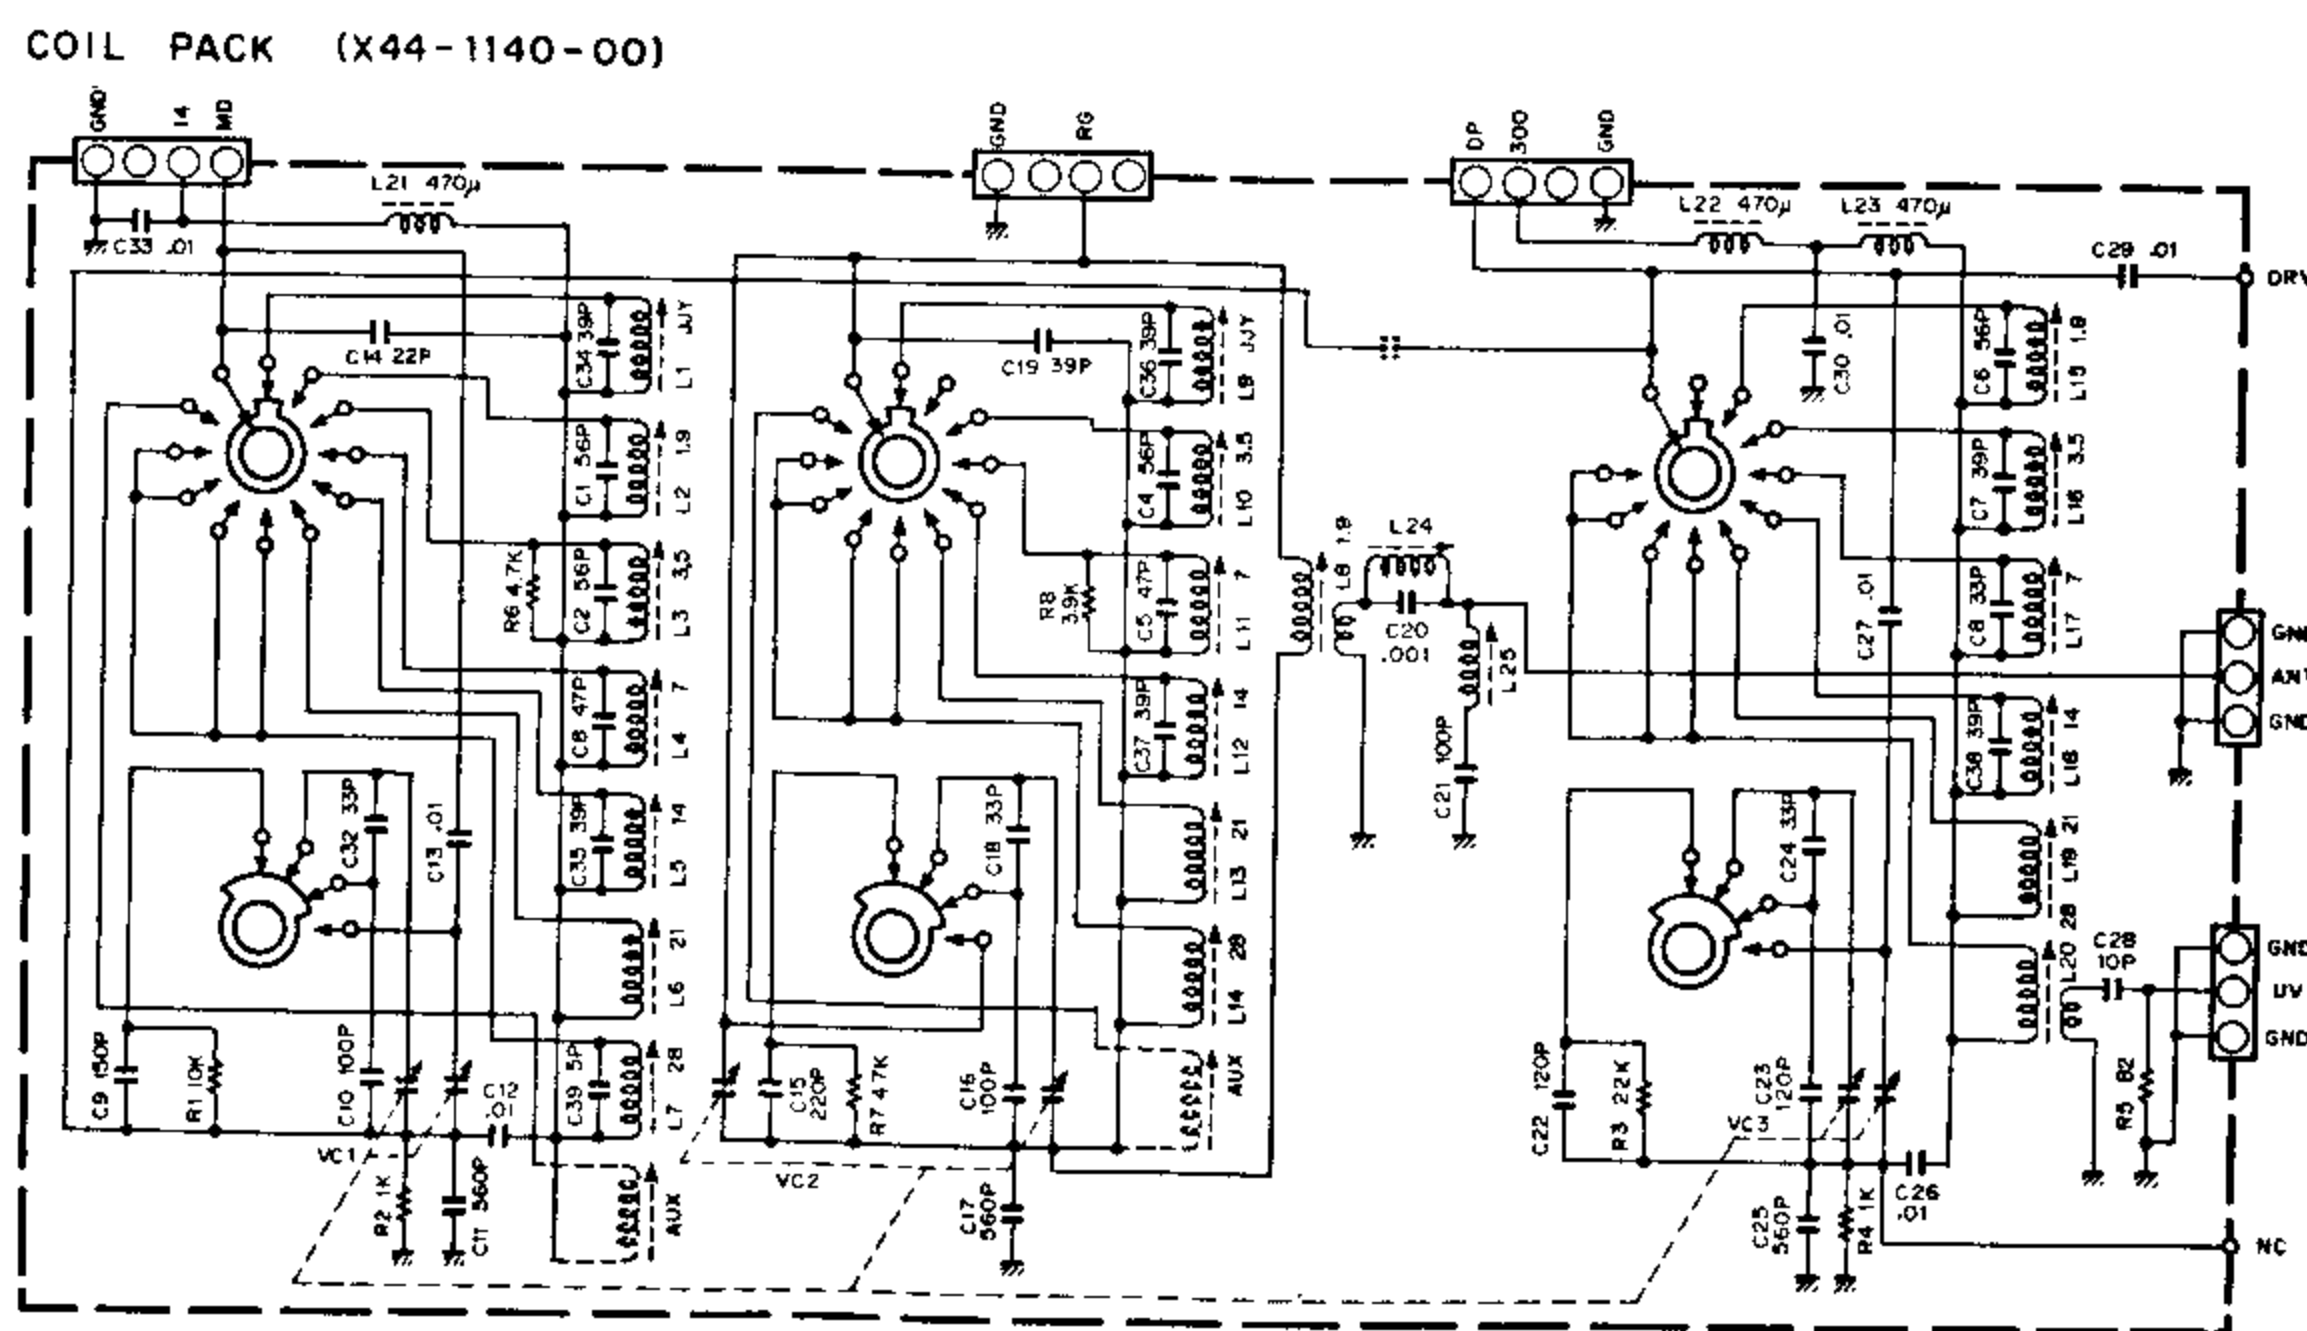 COIL PACK (X44-1140-00)
GND 14 MD
GND RG
DP 300 GND
L21 470μ
L22 470μ
L23 470μ
C33 .01
C29 .01
DRV
C14 22P
C34 39P
L1 JJY
C1 56P
L2 1.9
R6 4.7K
C2 56P
L3 3.5
C8 47P
L4 7
C35 39P
L5 14
L6 21
C39 5P
L7 28
AUX
C32 33P
C13 .01
C9 150P
R1 10K
C10 100P
C12 .01
VC1
R2 1K
C11 560P
C19 39P
C36 39P
L9 JJY
C4 56P
L10 3.5
R8 3.9K
C5 47P
L11 7
C37 39P
L12 14
L13 21
L14 28
AUX
C18 33P
C15 220P
R7 4.7K
C16 100P
VC2
C17 560P
L8 1.9
L24
C20 .001
L25
C21 100P
C30 .01
C6 56P
L15 1.9
C7 39P
L16 3.5
C27 .01
C8 33P
L17 7
C38 39P
L18 14
L19 21
L20 28
C24 33P
C28 10P
C22 120P
R3 22K
C23 120P
VC3
C25 560P
R4 1K
C26 .01
R5 82
GND
ANT
GND
GND
UV
GND
NC